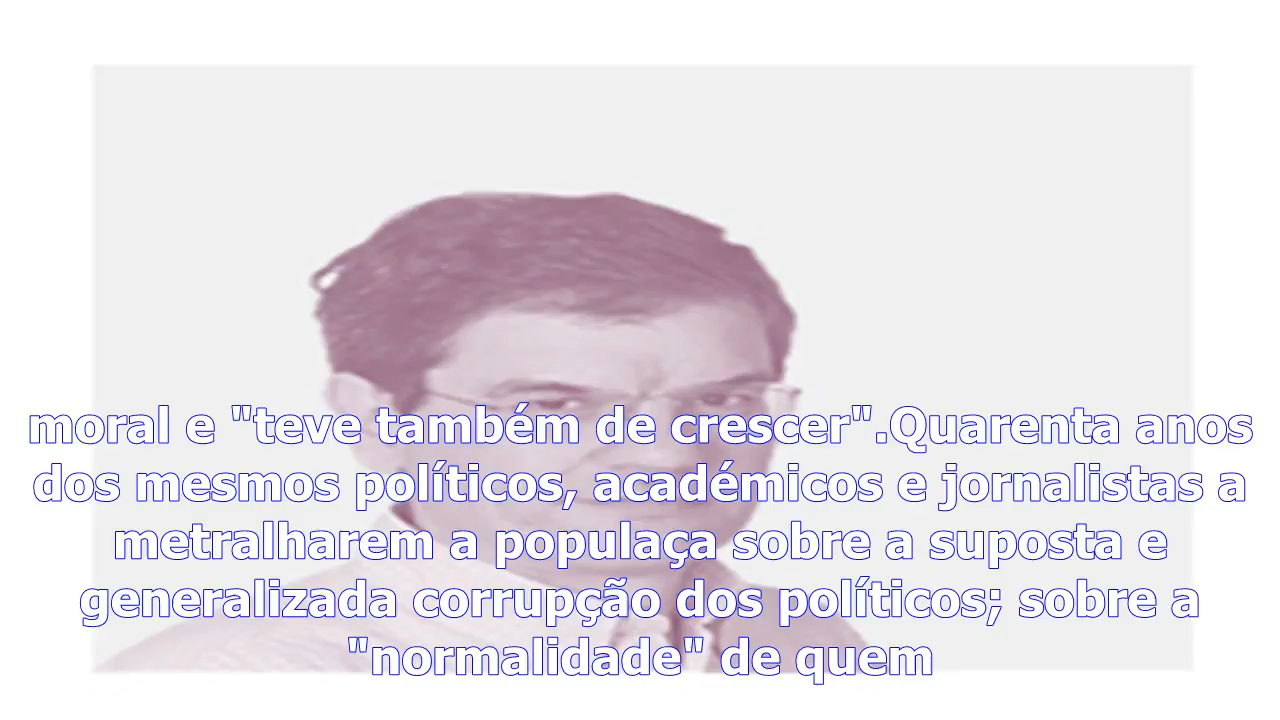 moral e "teve também de crescer".Quarenta anos
dos mesmos políticos, académicos e jornalistas a
metralharem a populaça sobre a suposta e
generalizada corrupção dos políticos; sobre a
"normalidade" de quem